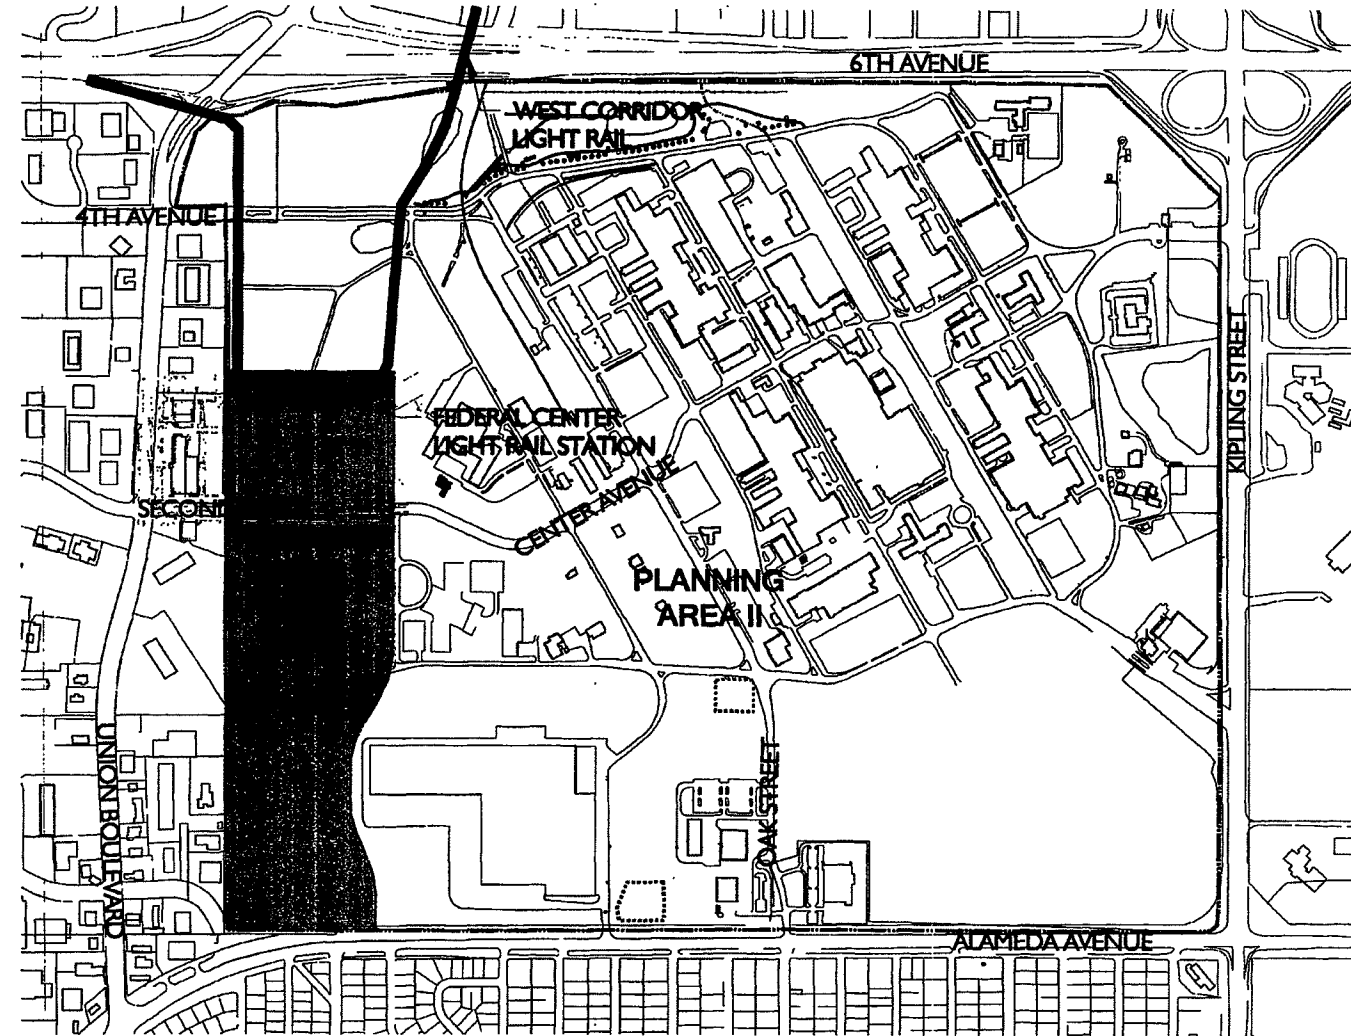 6TH AVENUE
WEST CORRIDOR
LIGHT RAIL
4TH AVENUE
KIPLING STREET
FEDERAL CENTER
LIGHT RAIL STATION
CENTER AVENUE
SECOND
PLANNING
AREA II
UNION BOULEVARD
OAK STREET
ALAMEDA AVENUE